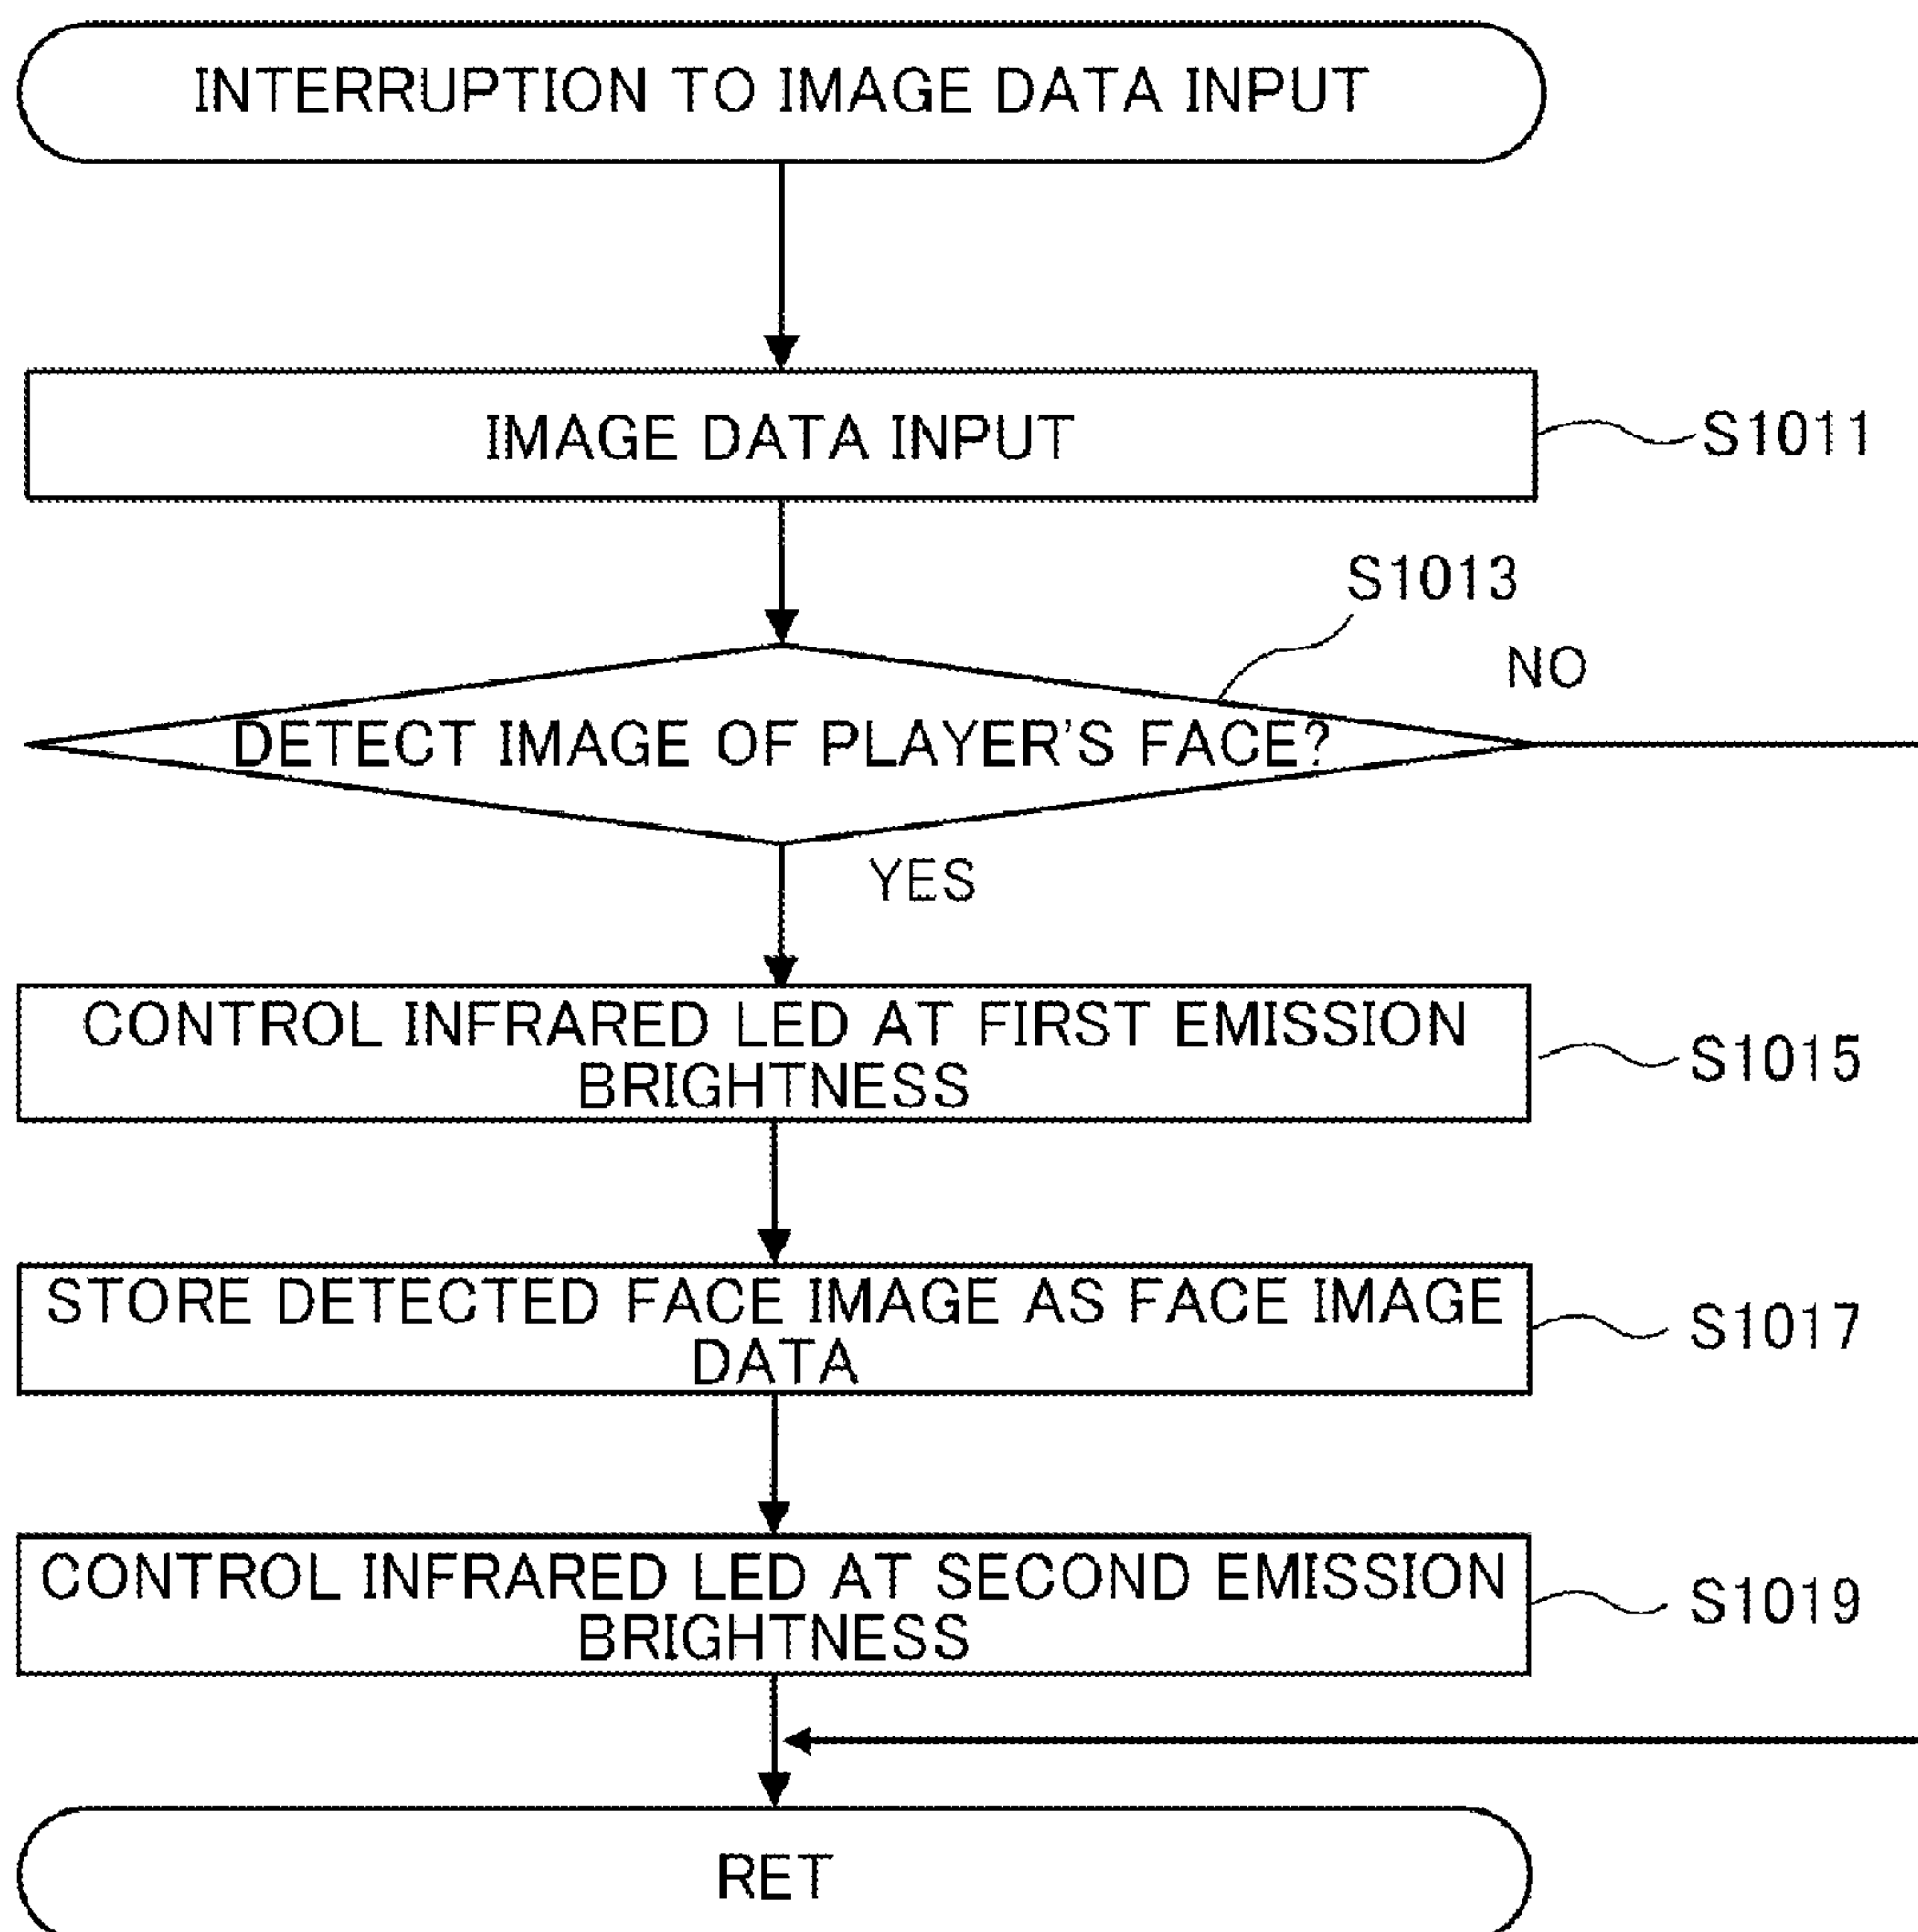 INTERRUPTION TO IMAGE DATA INPUT
IMAGE DATA INPUT
S1011
S1013
NO
DETECT IMAGE OF PLAYER'S FACE?
YES
CONTROL INFRARED LED AT FIRST EMISSION
BRIGHTNESS
S1015
STORE DETECTED FACE IMAGE AS FACE IMAGE
DATA
S1017
CONTROL INFRARED LED AT SECOND EMISSION
BRIGHTNESS
S1019
RET